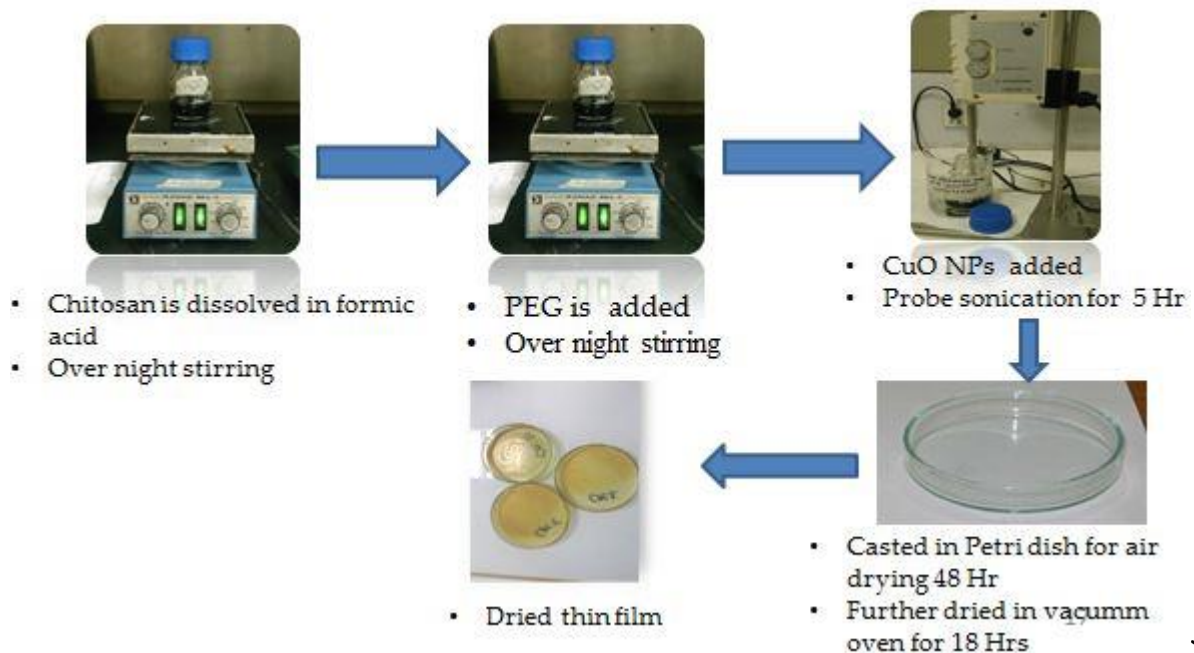 • Chitosan is dissolved in formic
acid
• Over night stirring
• PEG is added
• Over night stirring
• CuO NPs added
• Probe sonication for 5 Hr
• Casted in Petri dish for air
drying 48 Hr
• Further dried in vacumm
oven for 18 Hrs
• Dried thin film